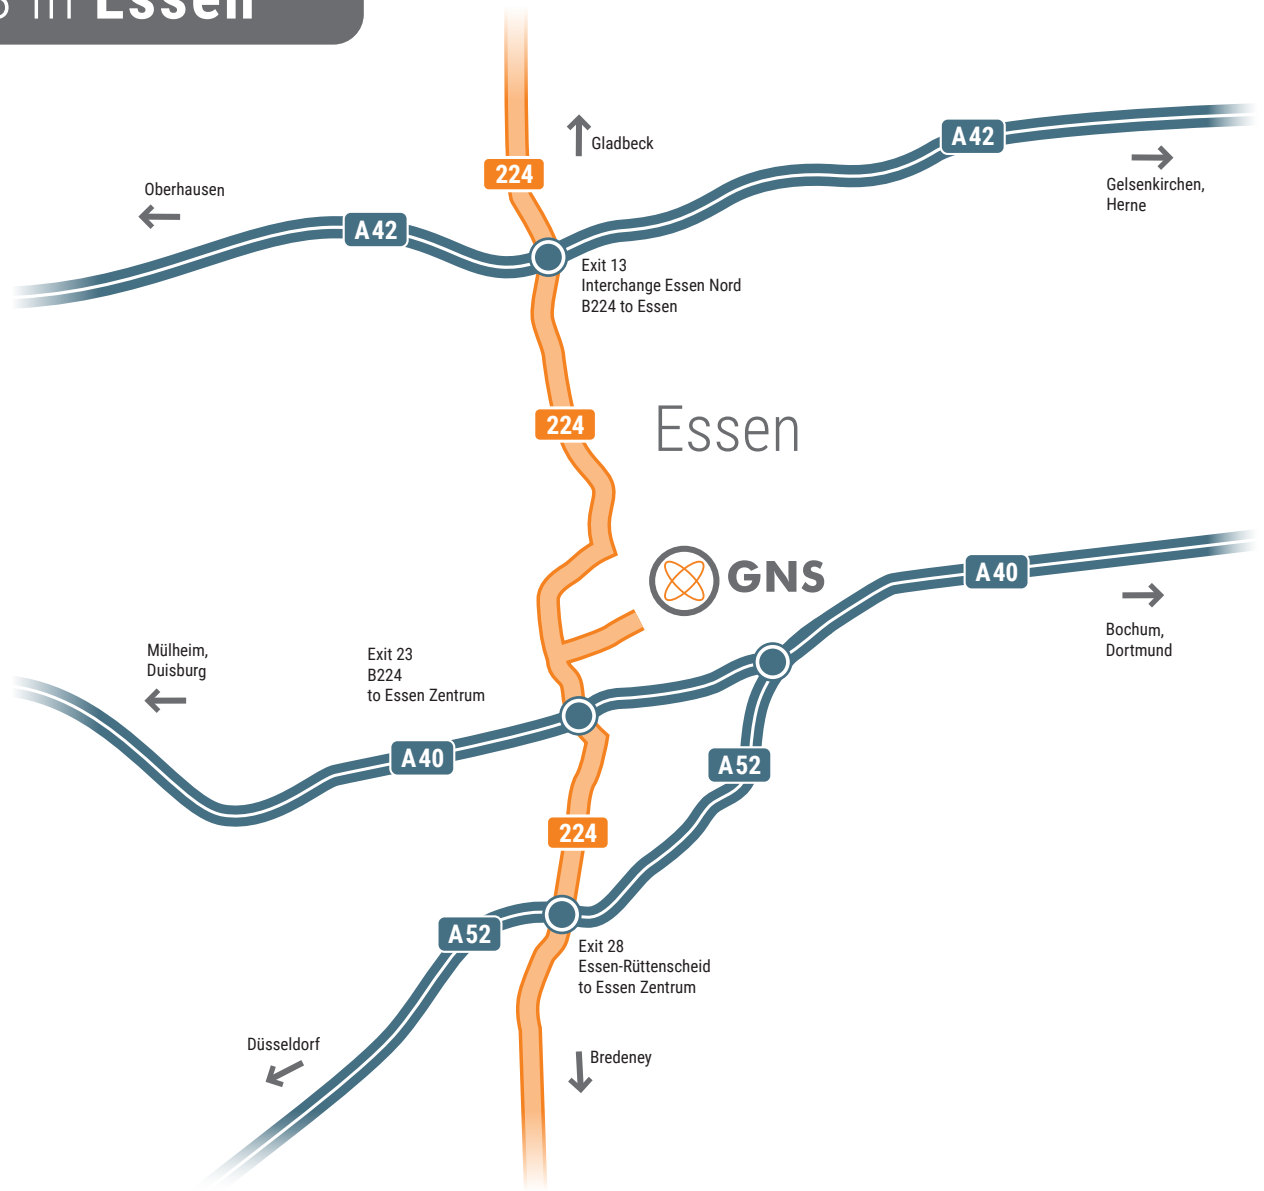 in Essen
Gladbeck
A42
224
Oberhausen
Gelsenkirchen,
Herne
A42
Exit 13
Interchange Essen Nord
B224 to Essen
224
Essen
GNS
A40
Bochum,
Dortmund
Mülheim,
Duisburg
Exit 23
B224
to Essen Zentrum
A40
A52
224
A52
Exit 28
Essen-Rüttenscheid
to Essen Zentrum
Düsseldorf
Bredeney